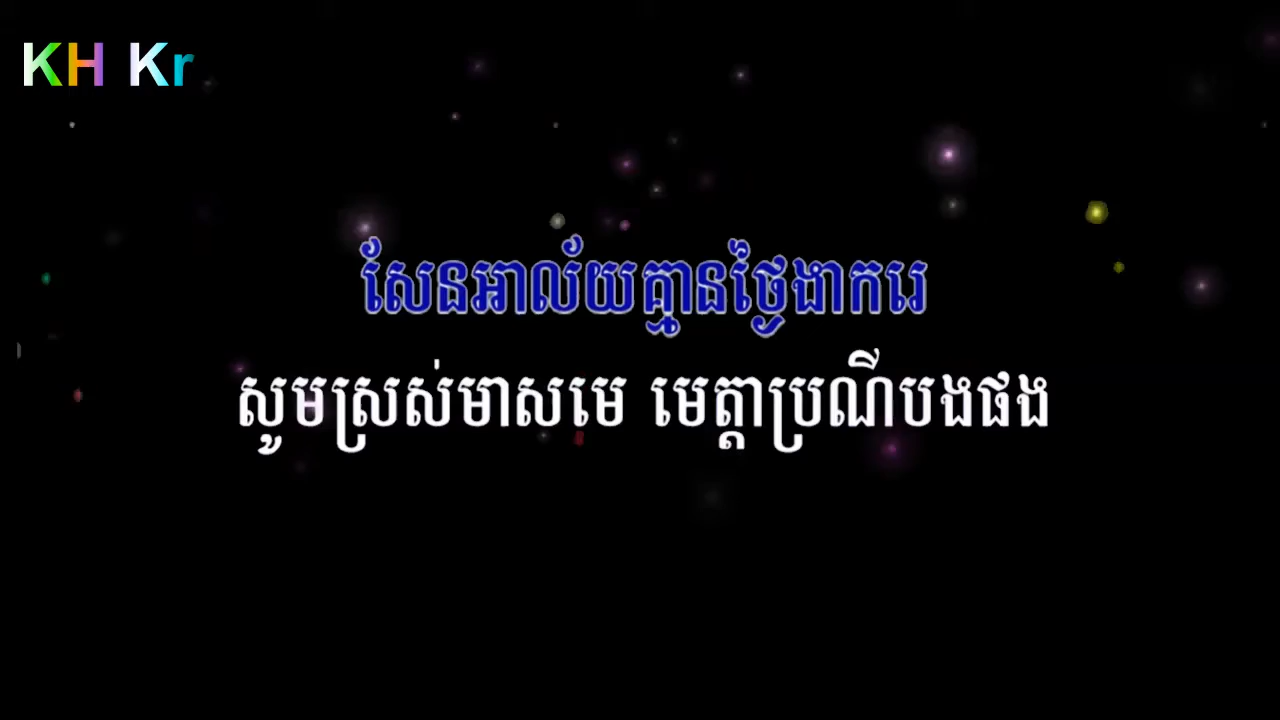 KH Kr
សែនអាល័យគ្មានថ្ងៃងាករេ
សូមស្រស់មាសមេ មេត្តាប្រណីបងផង